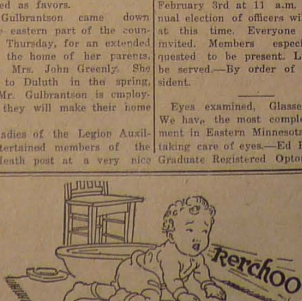 ed as favors.
Gulbrantson came down
eastern part of the coun-
Thursday, for an extended
the home of her parents,
Mrs. John Greenly. She
to Duluth in the spring,
Mr. Gulbrantson is employ-
they will make their home
adies of the Legion Auxil-
tertained members of the
Heath post at a very nice
February 3rd at 11 a.m.
nual election of officers wi
at this time. Everyone
invited. Members especi
quested to be present. L
be served.—By order of
sident.
Eyes examined, Glasse
We have the most comple
ment in Eastern Minnesota
taking care of eyes.—Ed
Graduate Registered Opto
Kerchoo